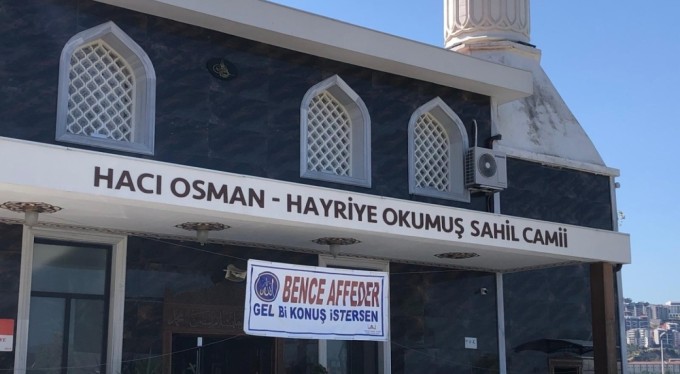 HACI OSMAN - HAYRİYE OKUMUŞ SAHİL CAMİİ
BENCE AFFEDER
GEL Bİ KONUŞ İSTERSEN